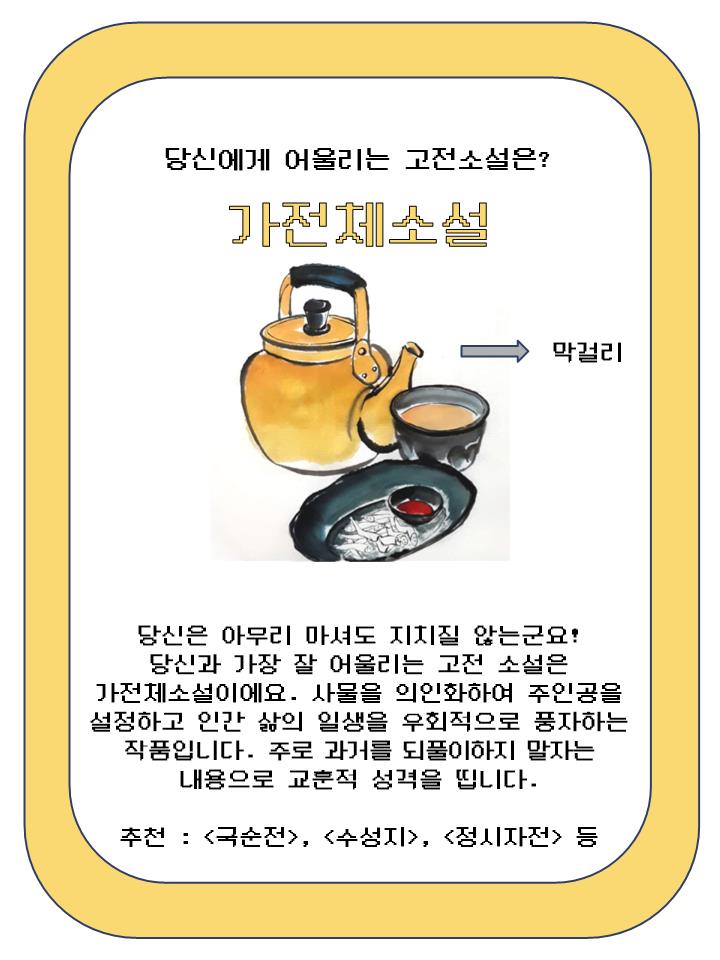 당신에게 어울리는 고전소설은?
가전체소설
막걸리
당신은 아무리 마셔도 지치질 않는군요!
당신과 가장 잘 어울리는 고전 소설은
가전체소설이에요. 사물을 의인화하여 주인공을
설정하고 인간 삶의 일생을 우회적으로 풍자하는
작품입니다. 주로 과거를 되풀이하지 말자는
내용으로 교훈적 성격을 띱니다.
추천 : <국순전>, <수성지>, <정시자전> 등